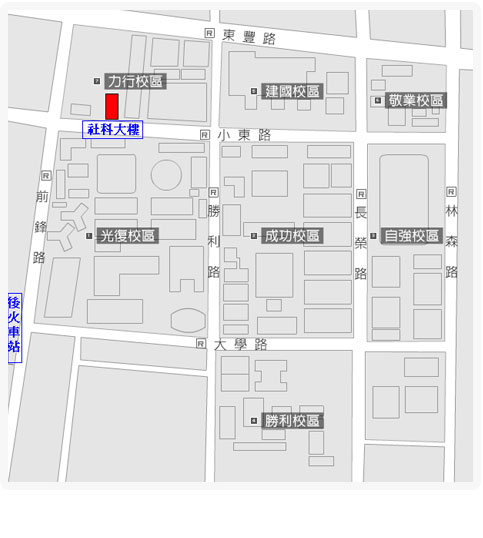 東豐路
力行校區
建國校區
敬業校區
社科大樓
小東路
前鋒路
勝利路
長榮路
林森路
光復校區
成功校區
自強校區
後火車站
大學路
勝利校區